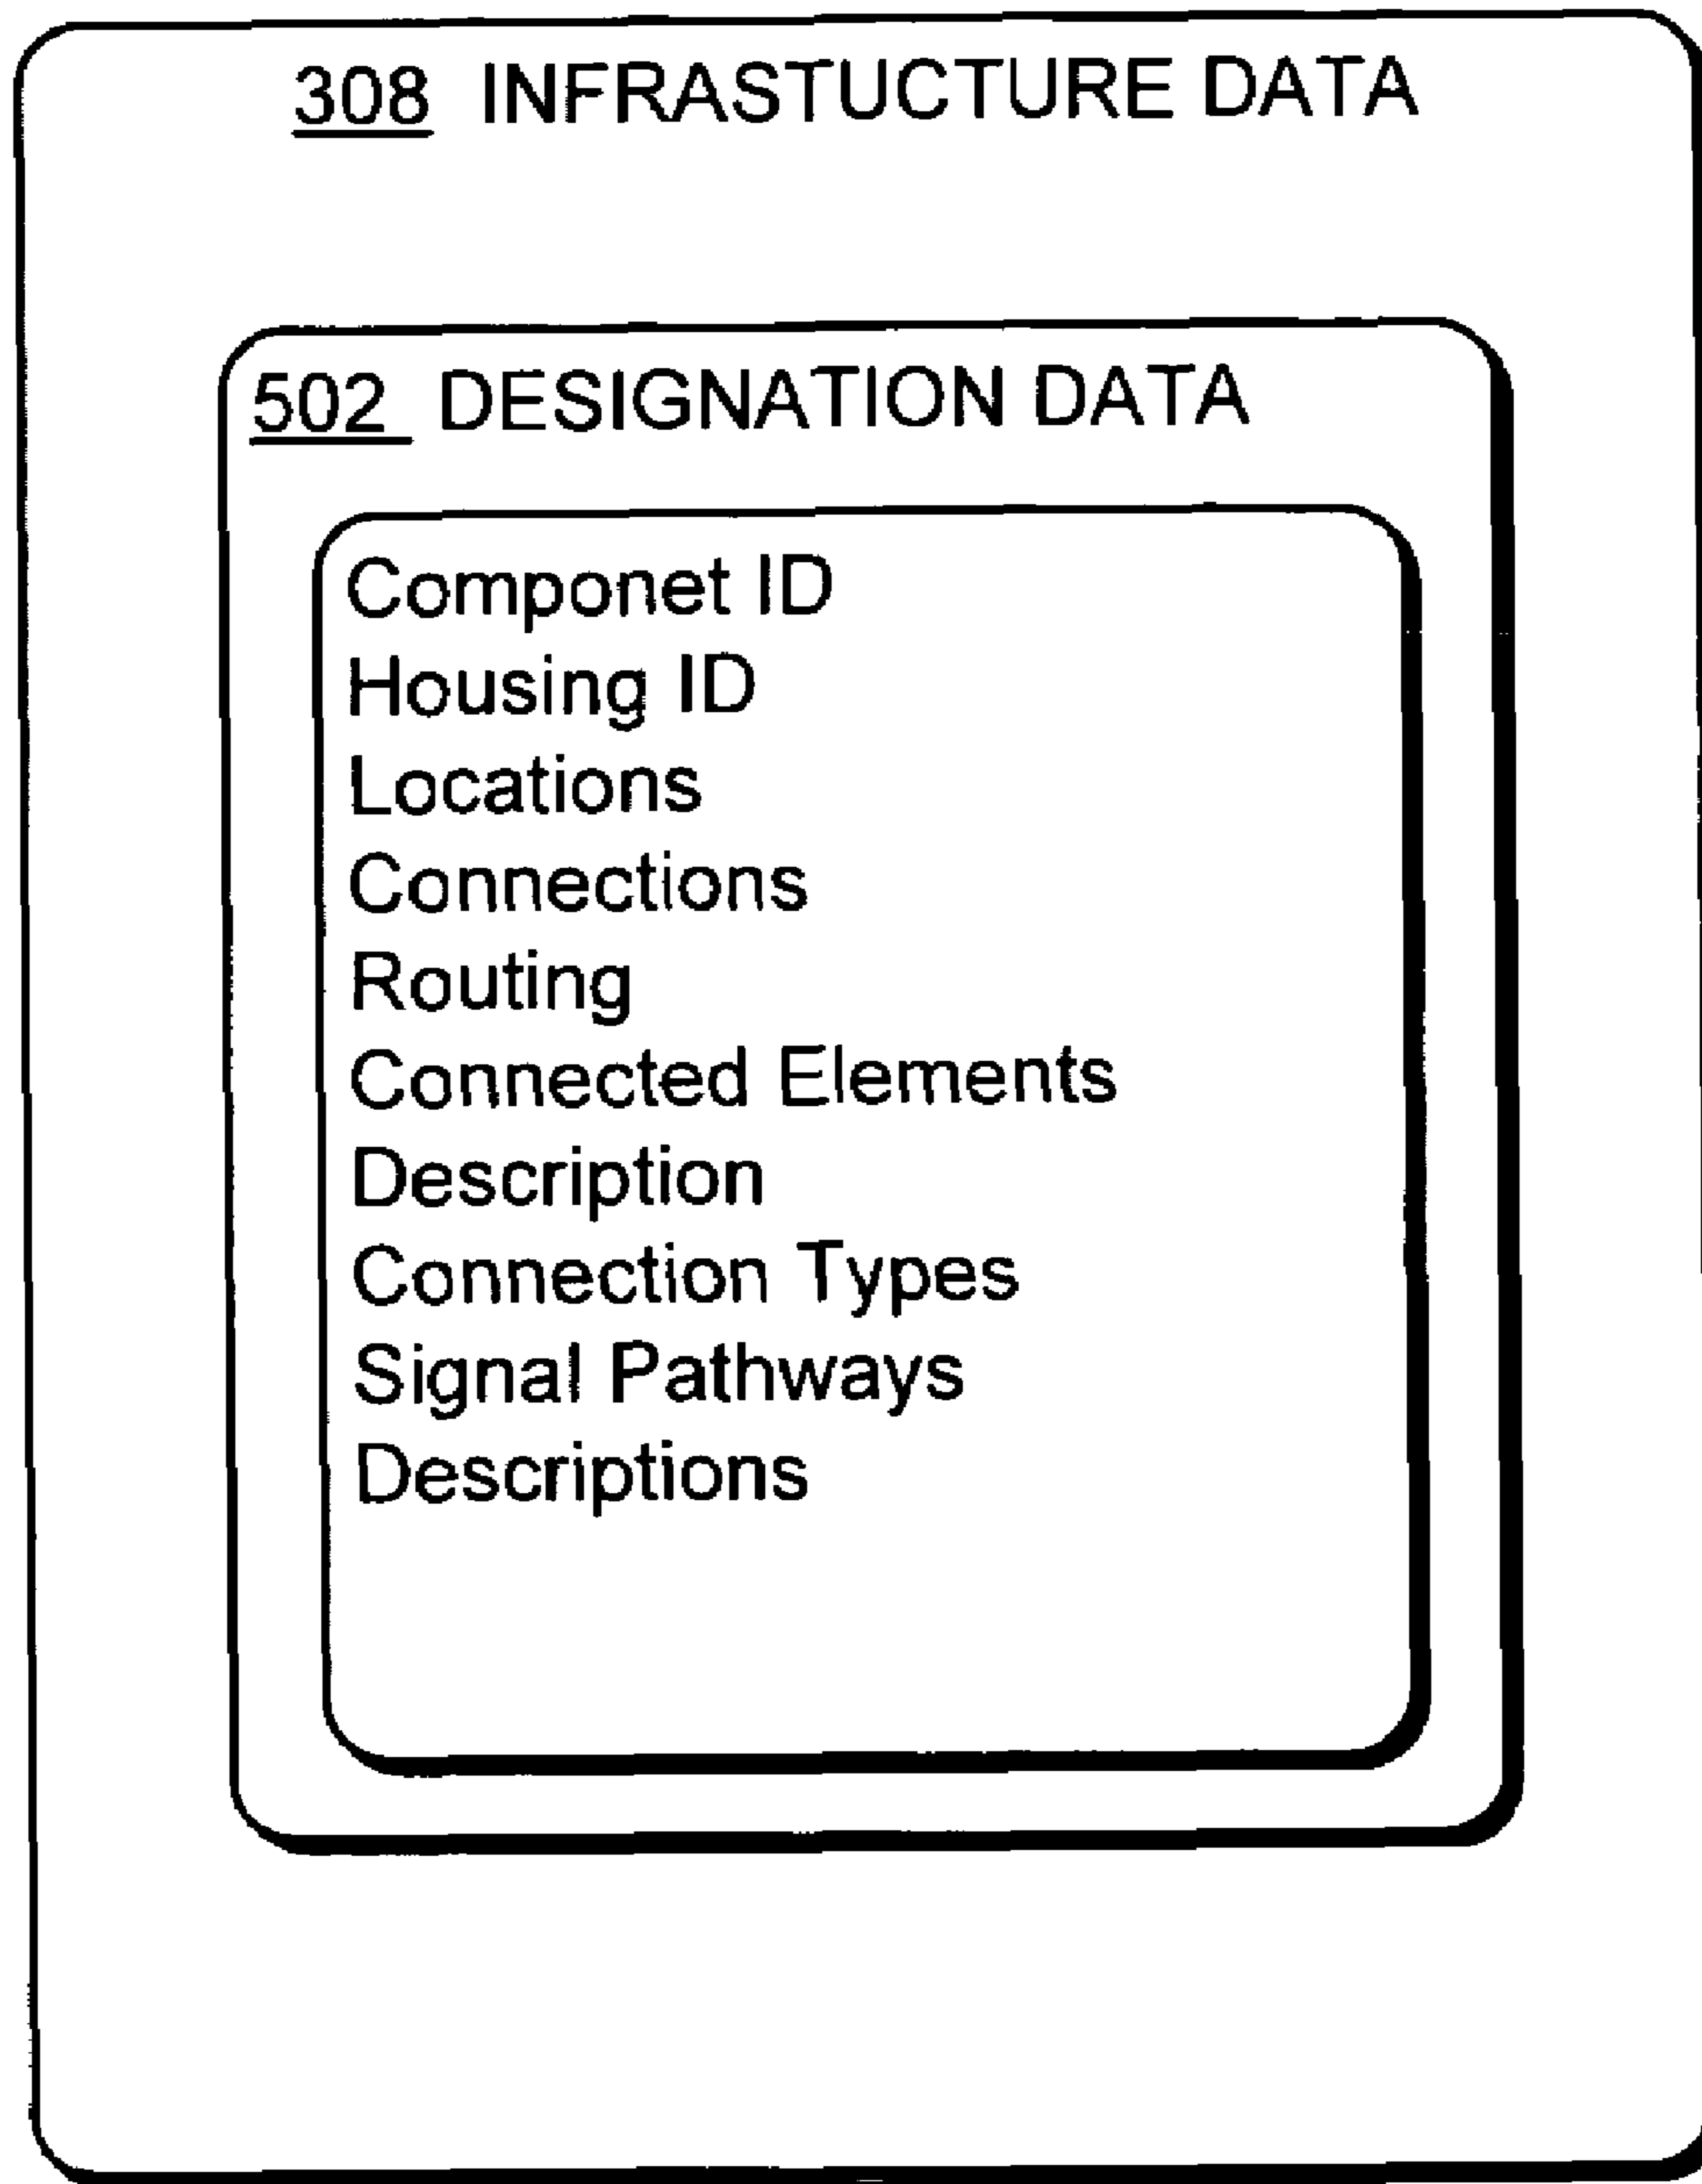 308 INFRASTUCTURE DATA
502 DESIGNATION DATA
Componet ID
Housing ID
Locations
Connections
Routing
Connected Elements
Description
Connection Types
Signal Pathways
Descriptions